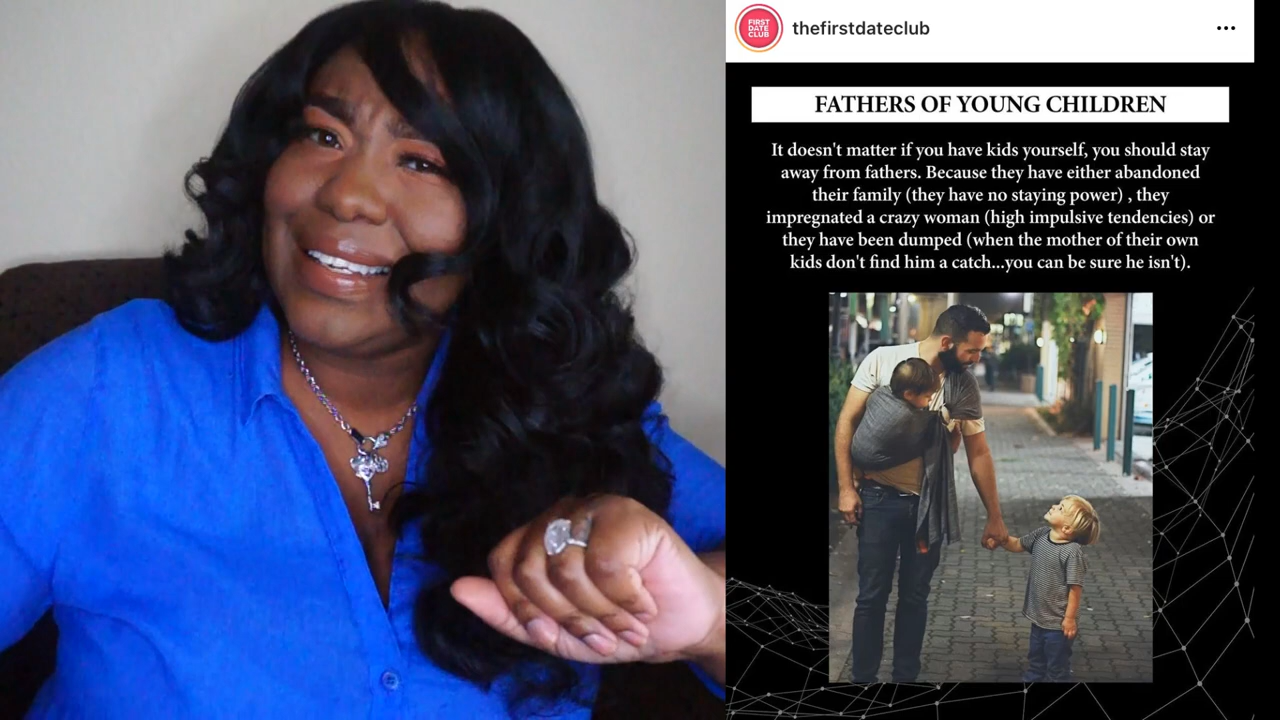 FIRST
DATE
CLUB
thefirstdateclub
FATHERS OF YOUNG CHILDREN
It doesn't matter if you have kids yourself, you should stay
away from fathers. Because they have either abandoned
their family (they have no staying power) , they
impregnated a crazy woman (high impulsive tendencies) or
they have been dumped (when the mother of their own
kids don't find him a catch...you can be sure he isn't).